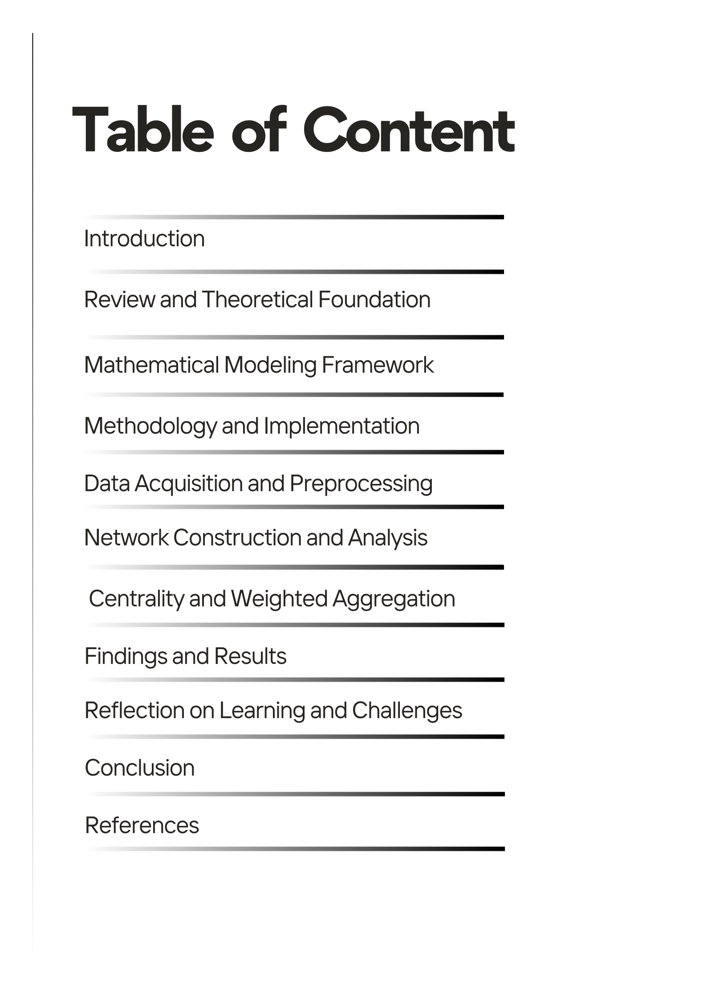 Table of Content
Introduction
Review and Theoretical Foundation
Mathematical Modeling Framework
Methodology and Implementation
Data Acquisition and Preprocessing
Network Construction and Analysis
Centrality and Weighted Aggregation
Findings and Results
Reflection on Learning and Challenges
Conclusion
References